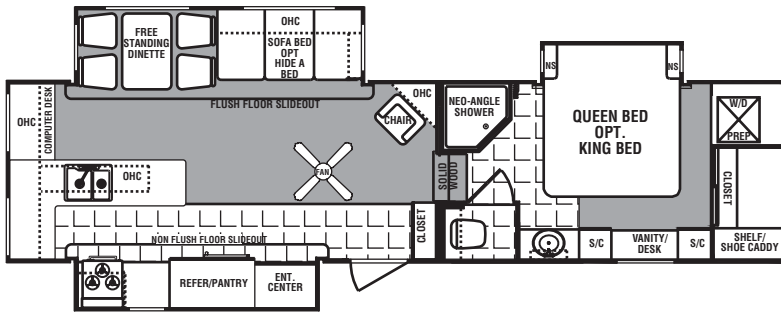 FREE
STANDING
DINETTE
OHC
SOFA BED
OPT
HIDE A
BED
FLUSH FLOOR SLIDEOUT
OHC
COMPUTER DESK
OHC
CHAIR
OHC
FAN
NON FLUSH FLOOR SLIDEOUT
REFER/PANTRY
ENT.
CENTER
CLOSET
SOLID
WOOD
NEO-ANGLE
SHOWER
NS
NS
QUEEN BED
OPT.
KING BED
W/D
PREP
CLOSET
S/C
VANITY/
DESK
S/C
SHELF/
SHOE CADDY